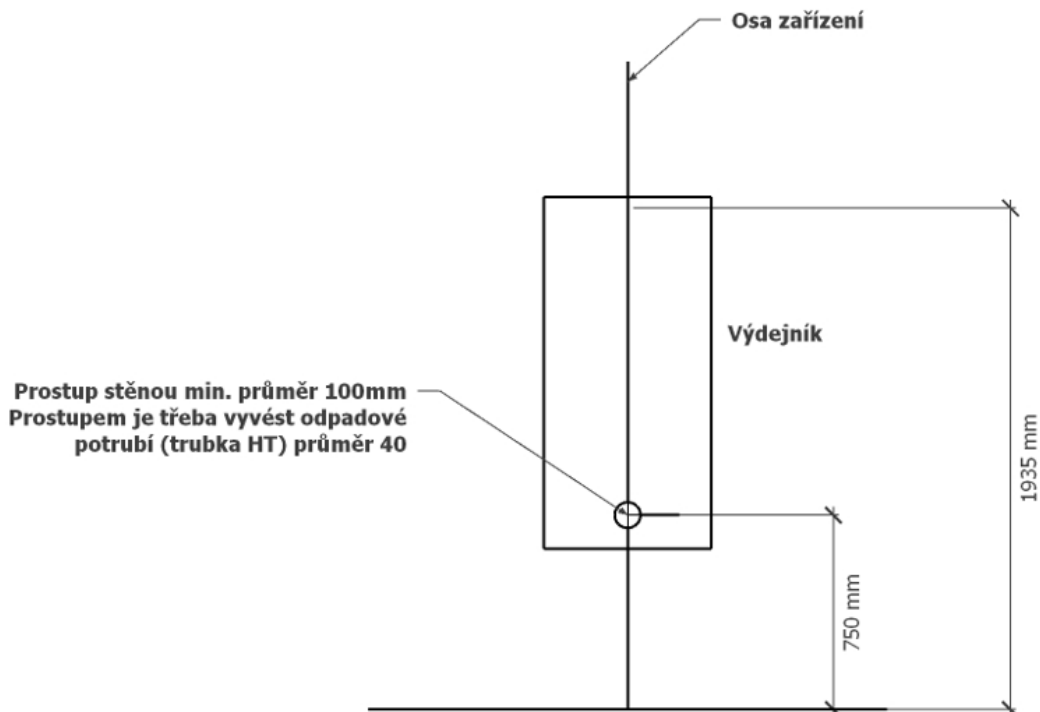 Osa zařízení
Výdejník
Prostup stěnou min. průměr 100mm
Prostupem je třeba vyvést odpadové
potrubí (trubka HT) průměr 40
1935 mm
750 mm